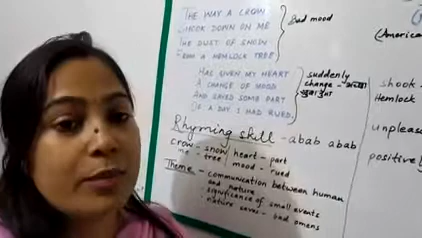 THE WAY A CROW
SHOOK DOWN ON ME
THE DUST OF SNOW
FROM A HEMLOCK TREE
Bad mood
HAS GIVEN MY HEART
A CHANGE OF MOOD
AND SAVED SOME PART
OF A DAY I HAD RUED.
suddenly
change -
Rhyming skill - abab abab
crow - snow heart - part
me - tree mood - rued
Theme - communication between human
and nature
significance of small events
nature saves - bad omens
(America
shook -
Hemlock
unpleas
positive